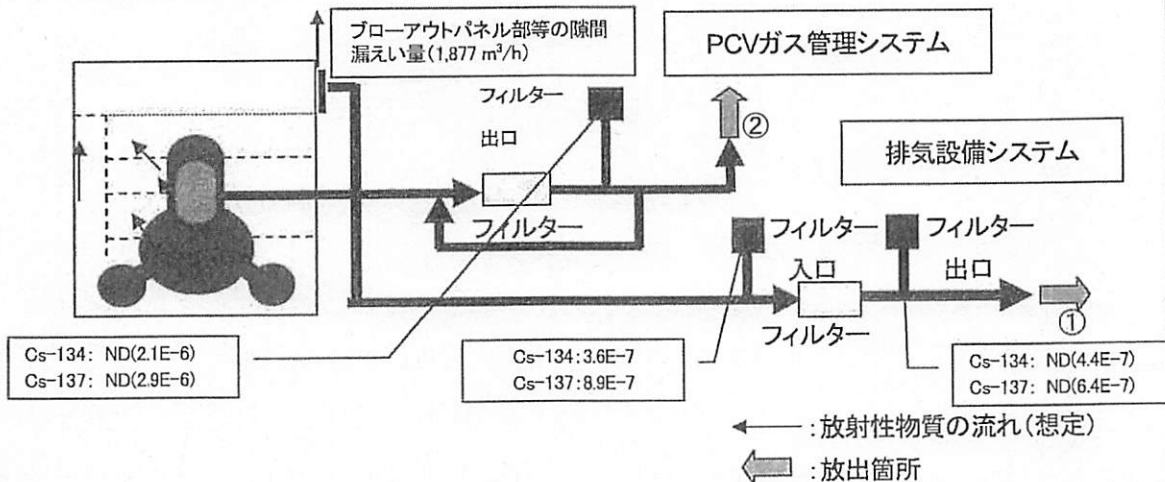 ブローアウトパネル部等の隙間
漏えい量(1,877 m³/h)
PCVガス管理システム
フィルター
出口
②
排気設備システム
フィルター
フィルター
フィルター
入口
出口
フィルター
①
Cs-134: ND(2.1E-6)
Cs-137: ND(2.9E-6)
Cs-134:3.6E-7
Cs-137:8.9E-7
Cs-134: ND(4.4E-7)
Cs-137: ND(6.4E-7)
:放射性物質の流れ(想定)
:放出箇所